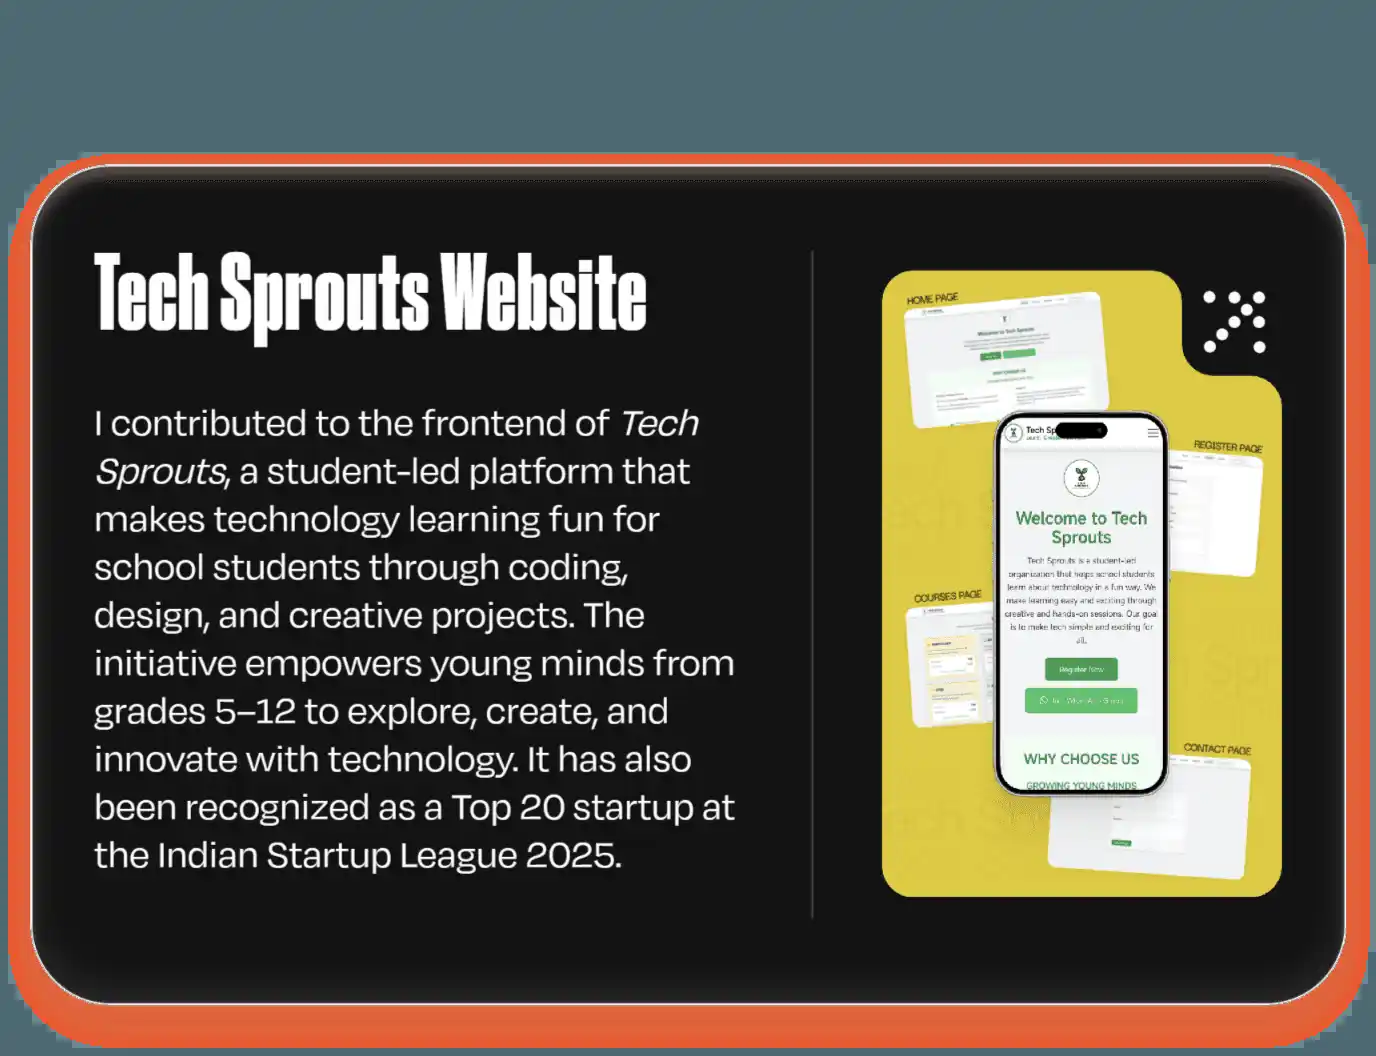 Tech Sprouts Website
I contributed to the frontend of Tech
Sprouts, a student-led platform that
makes technology learning fun for
school students through coding,
design, and creative projects. The
initiative empowers young minds from
grades 5–12 to explore, create, and
innovate with technology. It has also
been recognized as a Top 20 startup at
the Indian Startup League 2025.
HOME PAGE
Welcome to Tech Sprouts
REGISTER PAGE
COURSES PAGE
CONTACT PAGE
Tech Sp
Welcome to Tech
Sprouts
Tech Sprouts is a student-led
organization that helps school students
learn about technology in a fun way. We
make learning easy and exciting through
creative and hands-on sessions. Our goal
is to make tech simple and exciting for
all.
Register Now
WHY CHOOSE US
GROWING YOUNG MINDS